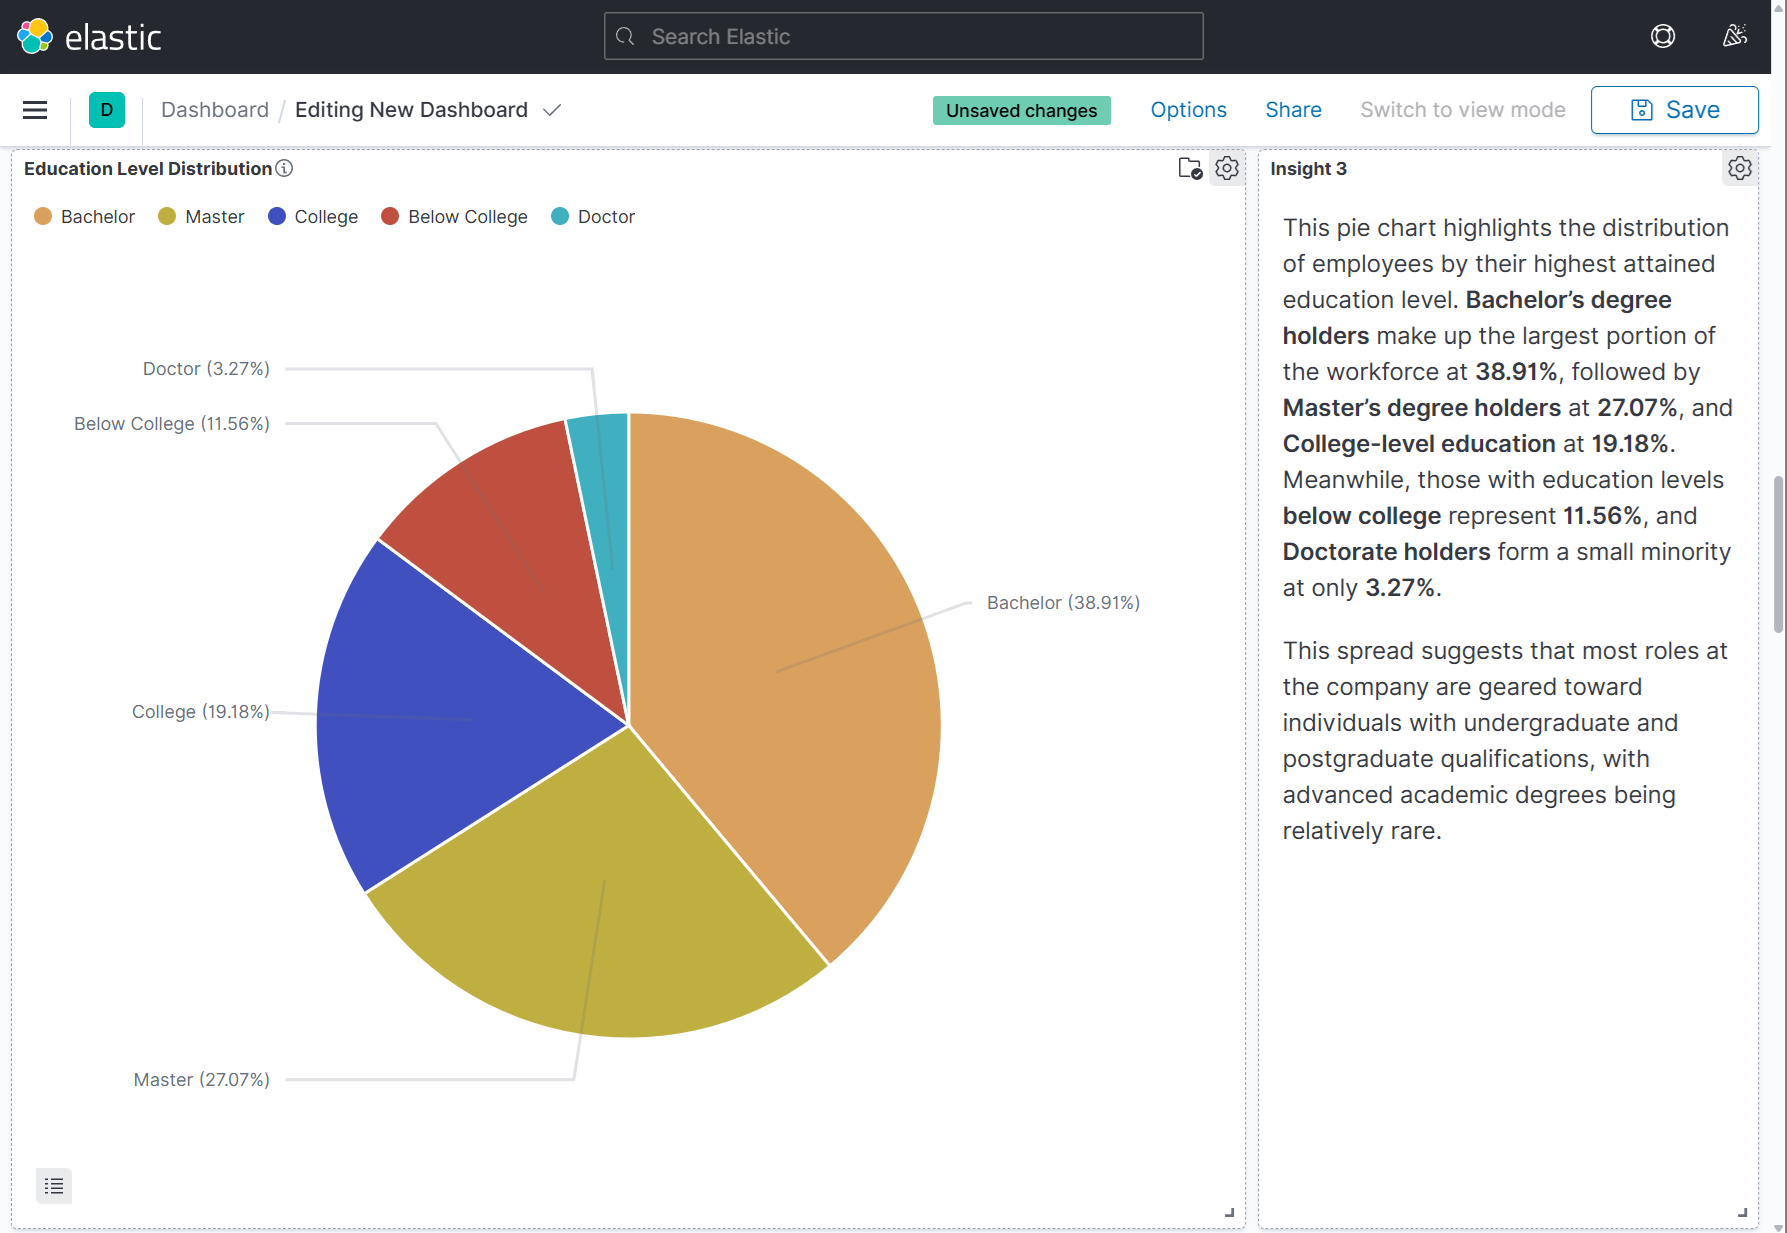 elastic
Search Elastic
D
Dashboard / Editing New Dashboard
Unsaved changes
Options
Share
Switch to view mode
Save
Education Level Distribution
Bachelor
Master
College
Below College
Doctor
Doctor (3.27%)
Below College (11.56%)
Bachelor (38.91%)
College (19.18%)
Master (27.07%)
Insight 3
This pie chart highlights the distribution
of employees by their highest attained
education level. Bachelor’s degree
holders make up the largest portion of
the workforce at 38.91%, followed by
Master’s degree holders at 27.07%, and
College-level education at 19.18%.
Meanwhile, those with education levels
below college represent 11.56%, and
Doctorate holders form a small minority
at only 3.27%.
This spread suggests that most roles at
the company are geared toward
individuals with undergraduate and
postgraduate qualifications, with
advanced academic degrees being
relatively rare.